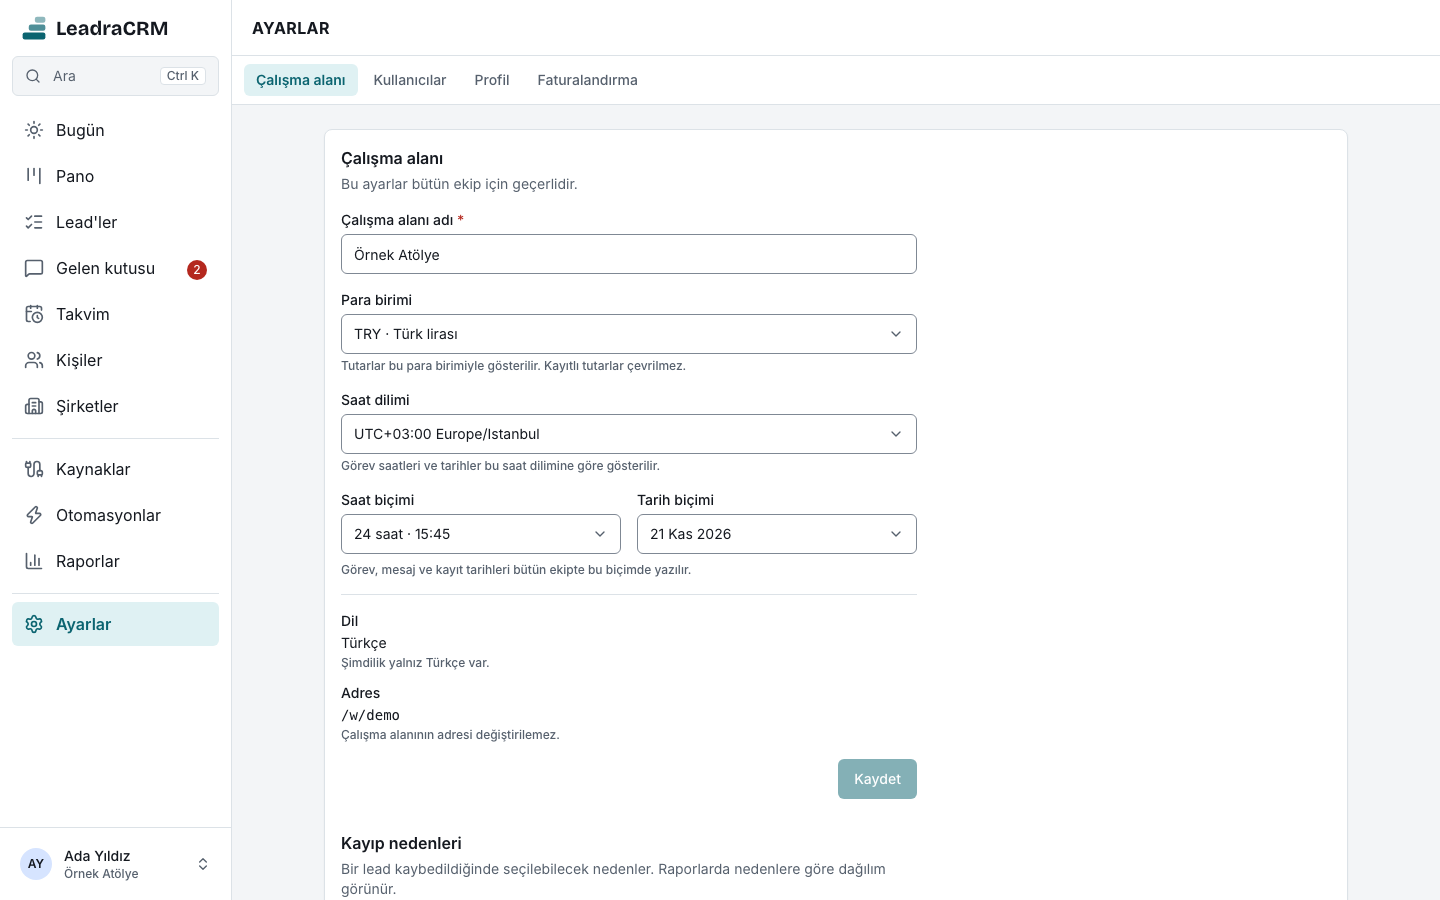 LeadraCRM
Ara
Ctrl K
Bugün
Pano
Lead'ler
Gelen kutusu
2
Takvim
Kişiler
Şirketler
Kaynaklar
Otomasyonlar
Raporlar
Ayarlar
AY
Ada Yıldız
Örnek Atölye
AYARLAR
Çalışma alanı
Kullanıcılar
Profil
Faturalandırma
Çalışma alanı
Bu ayarlar bütün ekip için geçerlidir.
Çalışma alanı adı *
Örnek Atölye
Para birimi
TRY · Türk lirası
Tutarlar bu para birimiyle gösterilir. Kayıtlı tutarlar çevrilmez.
Saat dilimi
UTC+03:00 Europe/Istanbul
Görev saatleri ve tarihler bu saat dilimine göre gösterilir.
Saat biçimi
24 saat · 15:45
Tarih biçimi
21 Kas 2026
Görev, mesaj ve kayıt tarihleri bütün ekipte bu biçimde yazılır.
Dil
Türkçe
Şimdilik yalnız Türkçe var.
Adres
/w/demo
Çalışma alanının adresi değiştirilemez.
Kaydet
Kayıp nedenleri
Bir lead kaybedildiğinde seçilebilecek nedenler. Raporlarda nedenlere göre dağılım
görünür.